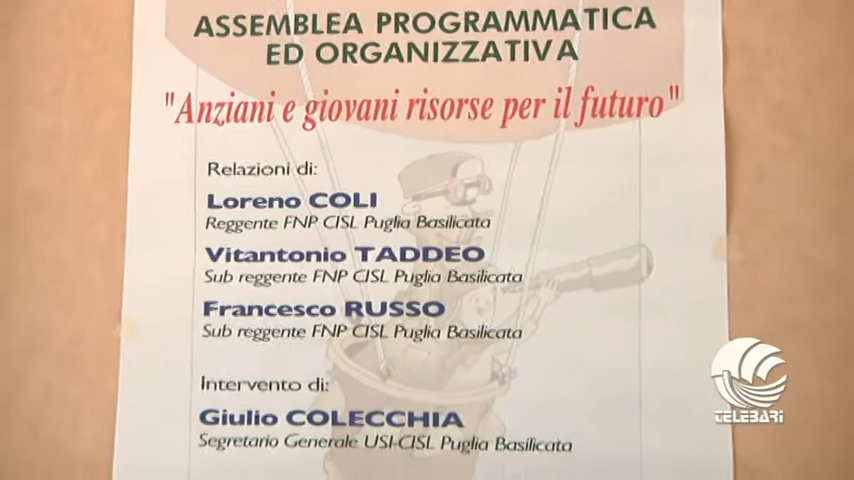 ASSEMBLEA PROGRAMMATICA
ED ORGANIZZATIVA
"Anziani e giovani risorse per il futuro"
Relazioni di:
Loreno COLI
Reggente FNP CISL Puglia Basilicata
Vitantonio TADDEO
Sub reggente FNP CISL Puglia Basilicata
Francesco RUSSO
Sub reggente FNP CISL Puglia Basilicata
Intervento di:
Giulio COLECCHIA
Segretario Generale USI-CISL Puglia Basilicata
TELEBARI